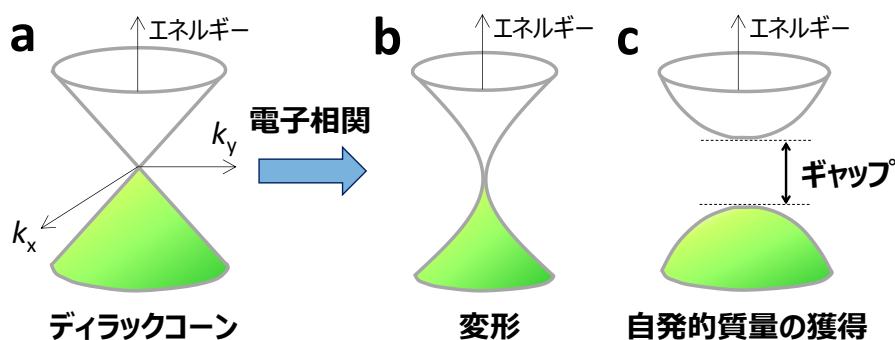 a
エネルギー
k_y
k_x
ディラックコーン
電子相関
b
エネルギー
変形
c
エネルギー
ギャップ
自発的質量の獲得